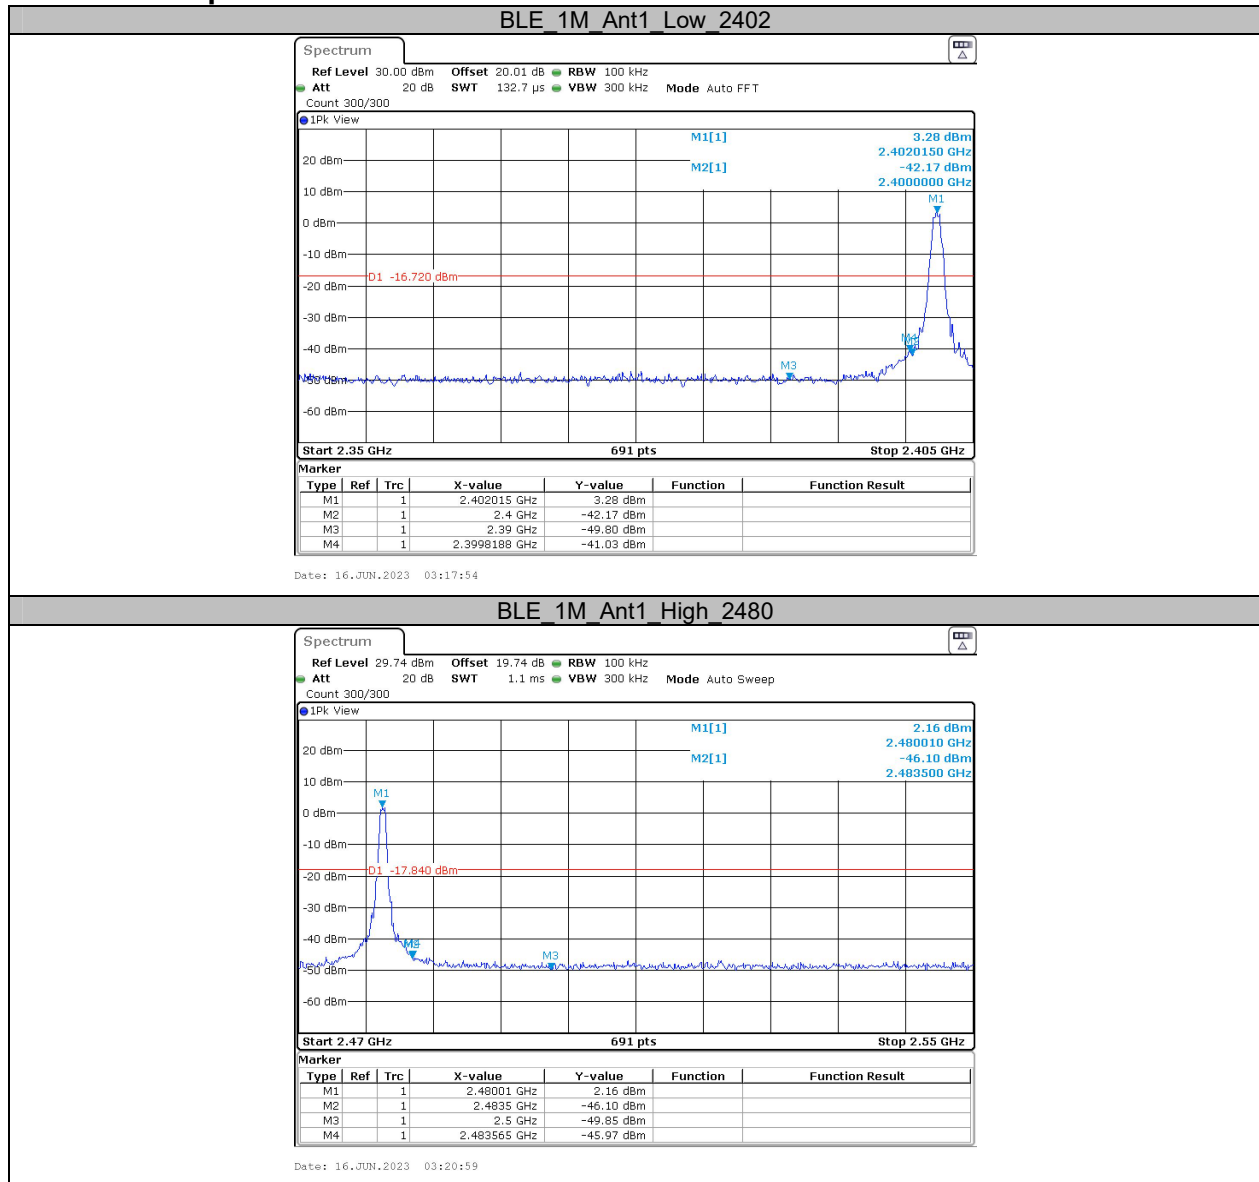 BLE_1M_Ant1_Low_2402
Spectrum
Ref Level 30.00 dBm Offset 20.01 dB RBW 100 kHz
Att 20 dB SWT 132.7 µs VBW 300 kHz Mode Auto FFT
Count 300/300
1Pk View
M1[1] 3.28 dBm
2.4020150 GHz
20 dBm
M2[1] -42.17 dBm
2.4000000 GHz
10 dBm
M1
0 dBm
-10 dBm
D1 -16.720 dBm
-20 dBm
-30 dBm
M4
-40 dBm
M3
-50 dBm
-60 dBm
Start 2.35 GHz 691 pts Stop 2.405 GHz
Marker
Type Ref Trc X-value Y-value Function Function Result
M1 1 2.402015 GHz 3.28 dBm
M2 1 2.4 GHz -42.17 dBm
M3 1 2.39 GHz -49.80 dBm
M4 1 2.3998188 GHz -41.03 dBm
Date: 16.JUN.2023 03:17:54
BLE_1M_Ant1_High_2480
Spectrum
Ref Level 29.74 dBm Offset 19.74 dB RBW 100 kHz
Att 20 dB SWT 1.1 ms VBW 300 kHz Mode Auto Sweep
Count 300/300
1Pk View
M1[1] 2.16 dBm
2.480010 GHz
20 dBm
M2[1] -46.10 dBm
2.483500 GHz
10 dBm
M1
0 dBm
-10 dBm
D1 -17.840 dBm
-20 dBm
-30 dBm
-40 dBm
M4
M3
-50 dBm
-60 dBm
Start 2.47 GHz 691 pts Stop 2.55 GHz
Marker
Type Ref Trc X-value Y-value Function Function Result
M1 1 2.48001 GHz 2.16 dBm
M2 1 2.4835 GHz -46.10 dBm
M3 1 2.5 GHz -49.85 dBm
M4 1 2.483565 GHz -45.97 dBm
Date: 16.JUN.2023 03:20:59